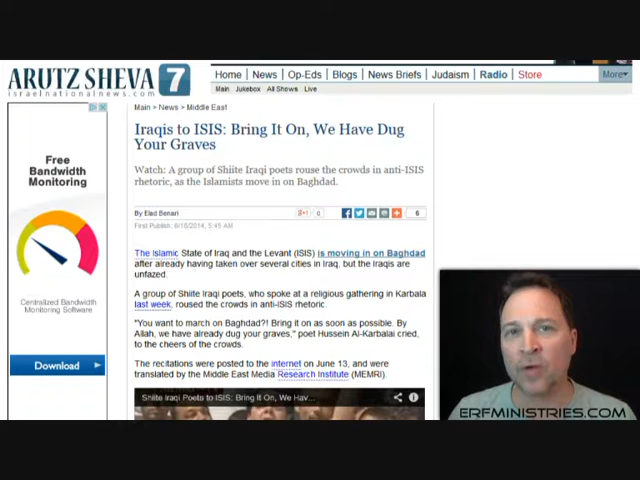 ARUTZ SHEVA 7
israelnationalnews.com
Home | News | Op-Eds | Blogs | News Briefs | Judaism | Radio | Store
More
Main Jukebox All Shows Live
Main > News > Middle East
Iraqis to ISIS: Bring It On, We Have Dug
Your Graves
Watch: A group of Shiite Iraqi poets rouse the crowds in anti-ISIS
rhetoric, as the Islamists move in on Baghdad.
By Elad Benari
0
6
First Publish: 6/15/2014, 5:45 AM
The Islamic State of Iraq and the Levant (ISIS) is moving in on Baghdad
after already having taken over several cities in Iraq, but the Iraqis are
unfazed.
A group of Shiite Iraqi poets, who spoke at a religious gathering in Karbala
last week, roused the crowds in anti-ISIS rhetoric.
"You want to march on Baghdad?! Bring it on as soon as possible. By
Allah, we have already dug your graves," poet Hussein Al-Karbalai cried,
to the cheers of the crowds.
The recitations were posted to the internet on June 13, and were
translated by the Middle East Media Research Institute (MEMRI).
Shiite Iraqi Poets to ISIS: Bring It On, We Hav...
Free
Bandwidth
Monitoring
Centralized Bandwidth
Monitoring Software
Download
ERFMINISTRIES.COM